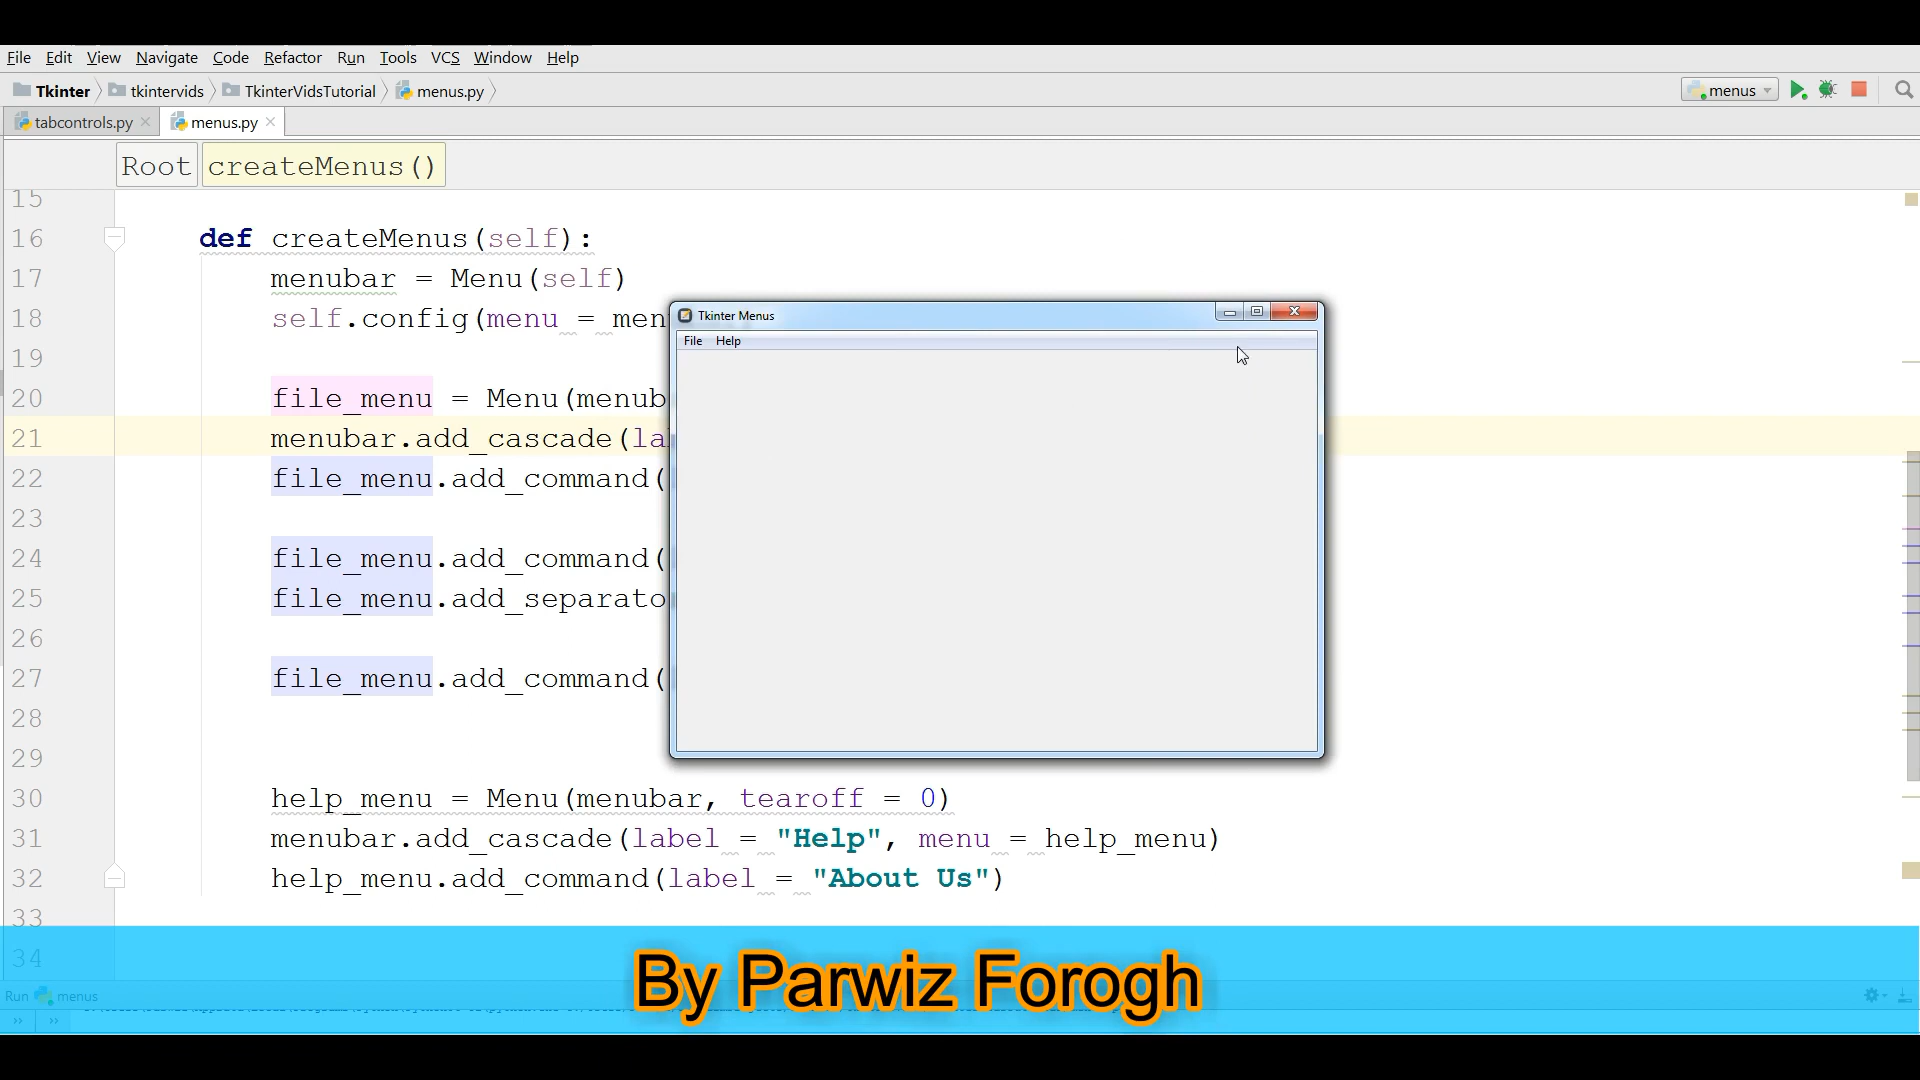 File Edit View Navigate Code Refactor Run Tools VCS Window Help
Tkinter tkintervids TkinterVidsTutorial menus.py menus
tabcontrols.py menus.py
Root createMenus()
15
16 def createMenus(self):
17 menubar = Menu(self)
18 self.config(menu = men
19
20 file_menu = Menu(menub
21 menubar.add_cascade(la
22 file_menu.add_command(
23
24 file_menu.add_command(
25 file_menu.add_separato
26
27 file_menu.add_command(
28
29
30 help_menu = Menu(menubar, tearoff = 0)
31 menubar.add_cascade(label = "Help", menu = help_menu)
32 help_menu.add_command(label = "About Us")
33
34
Tkinter Menus
File Help
By Parwiz Forogh
Run menus